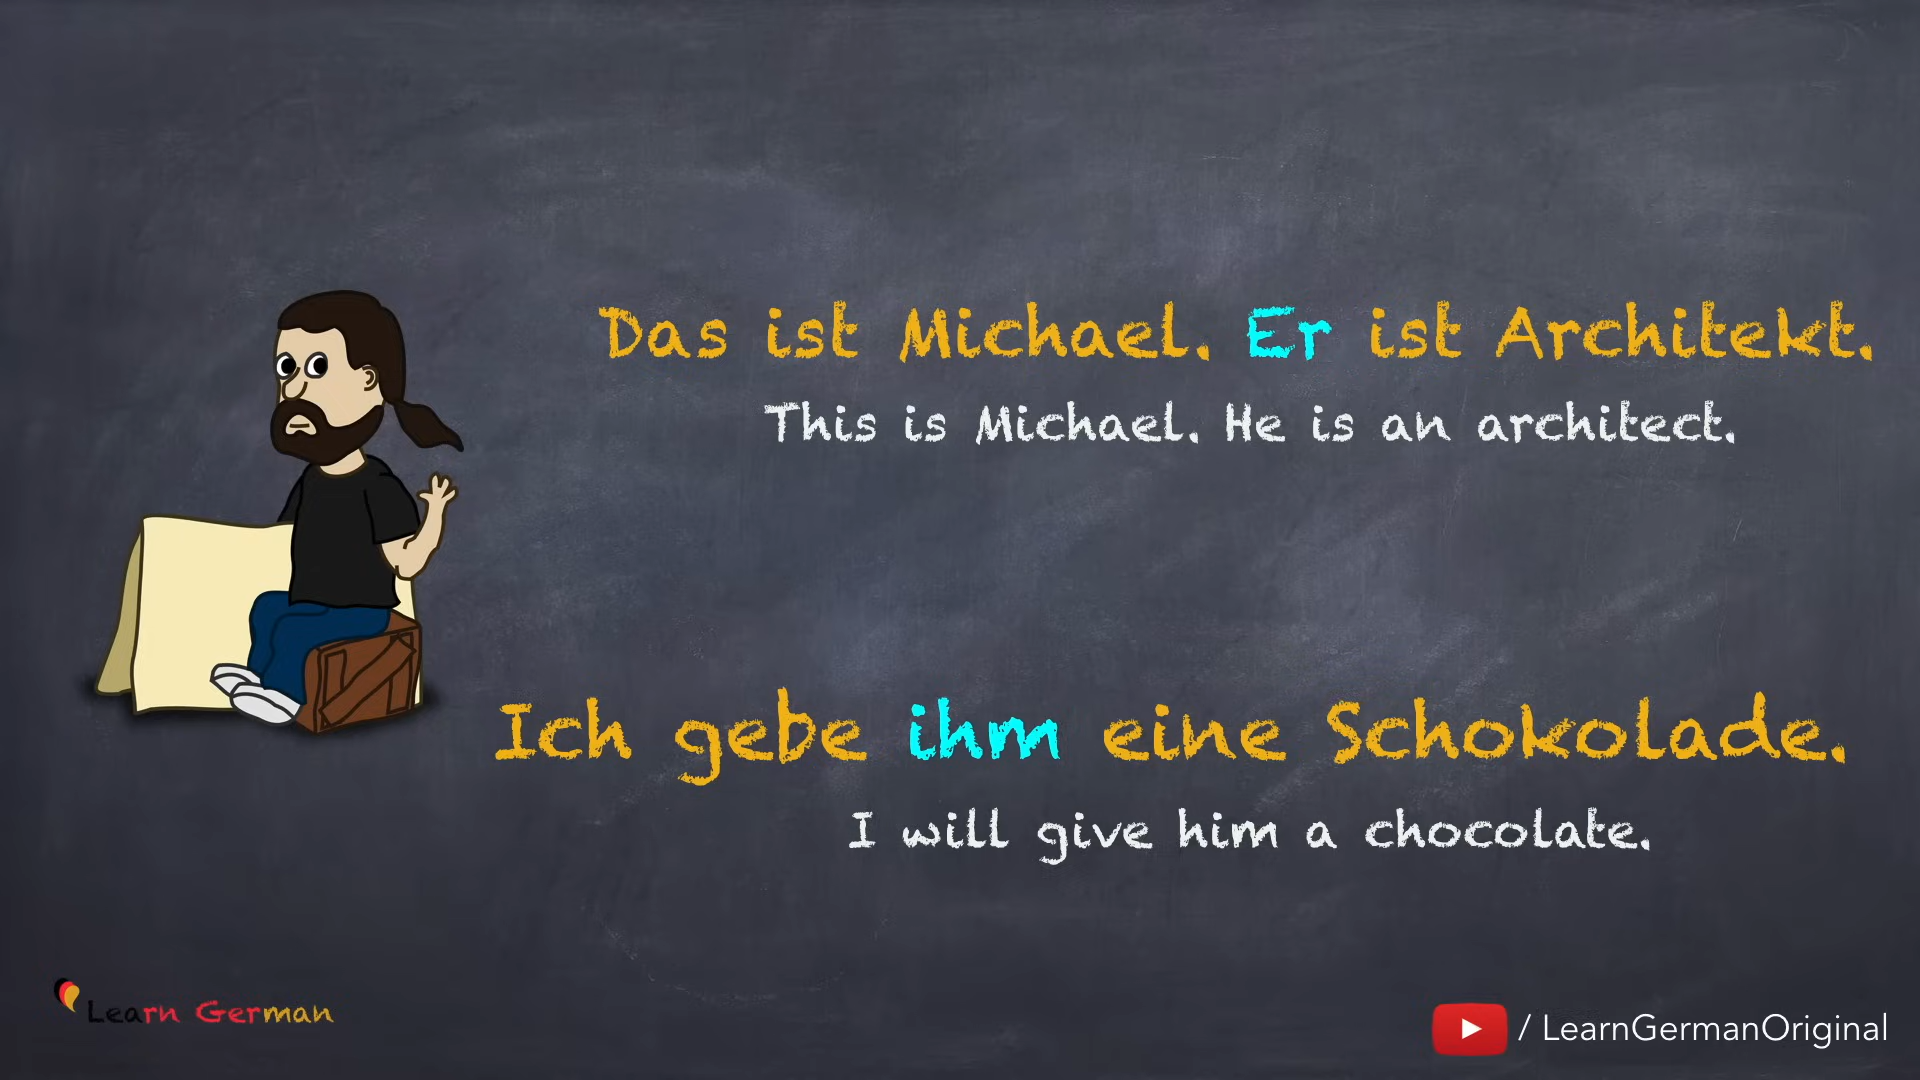 Das ist Michael. Er ist Architekt.
This is Michael. He is an architect.
Ich gebe ihm eine Schokolade.
I will give him a chocolate.
Learn German
/ LearnGermanOriginal